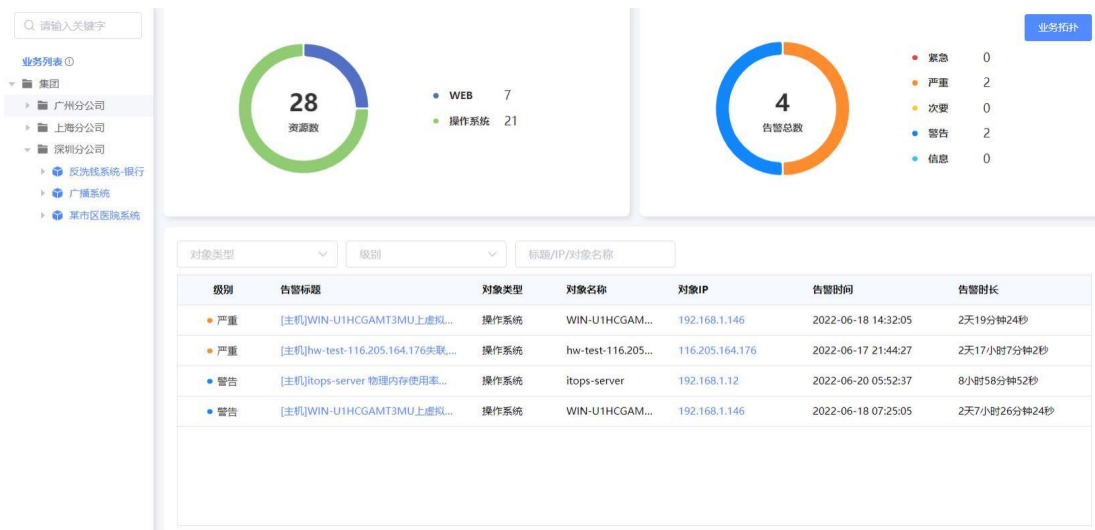 请输入关键字
业务列表
集团
广州分公司
上海分公司
深圳分公司
反洗钱系统-银行
广播系统
某市区医院系统
28
资源数
WEB 7
操作系统 21
业务拓扑
4
告警总数
紧急 0
严重 2
次要 0
警告 2
信息 0
对象类型 级别 标题/IP/对象名称
级别 告警标题 对象类型 对象名称 对象IP 告警时间 告警时长
严重 [主机]WIN-U1HCGAMT3MU上虚拟... 操作系统 WIN-U1HCGAM... 192.168.1.146 2022-06-18 14:32:05 2天19分钟24秒
严重 [主机]hw-test-116.205.164.176失联,... 操作系统 hw-test-116.205... 116.205.164.176 2022-06-17 21:44:27 2天17小时7分钟2秒
警告 [主机]itops-server 物理内存使用率... 操作系统 itops-server 192.168.1.12 2022-06-20 05:52:37 8小时58分钟52秒
警告 [主机]WIN-U1HCGAMT3MU上虚拟... 操作系统 WIN-U1HCGAM... 192.168.1.146 2022-06-18 07:25:05 2天7小时26分钟24秒